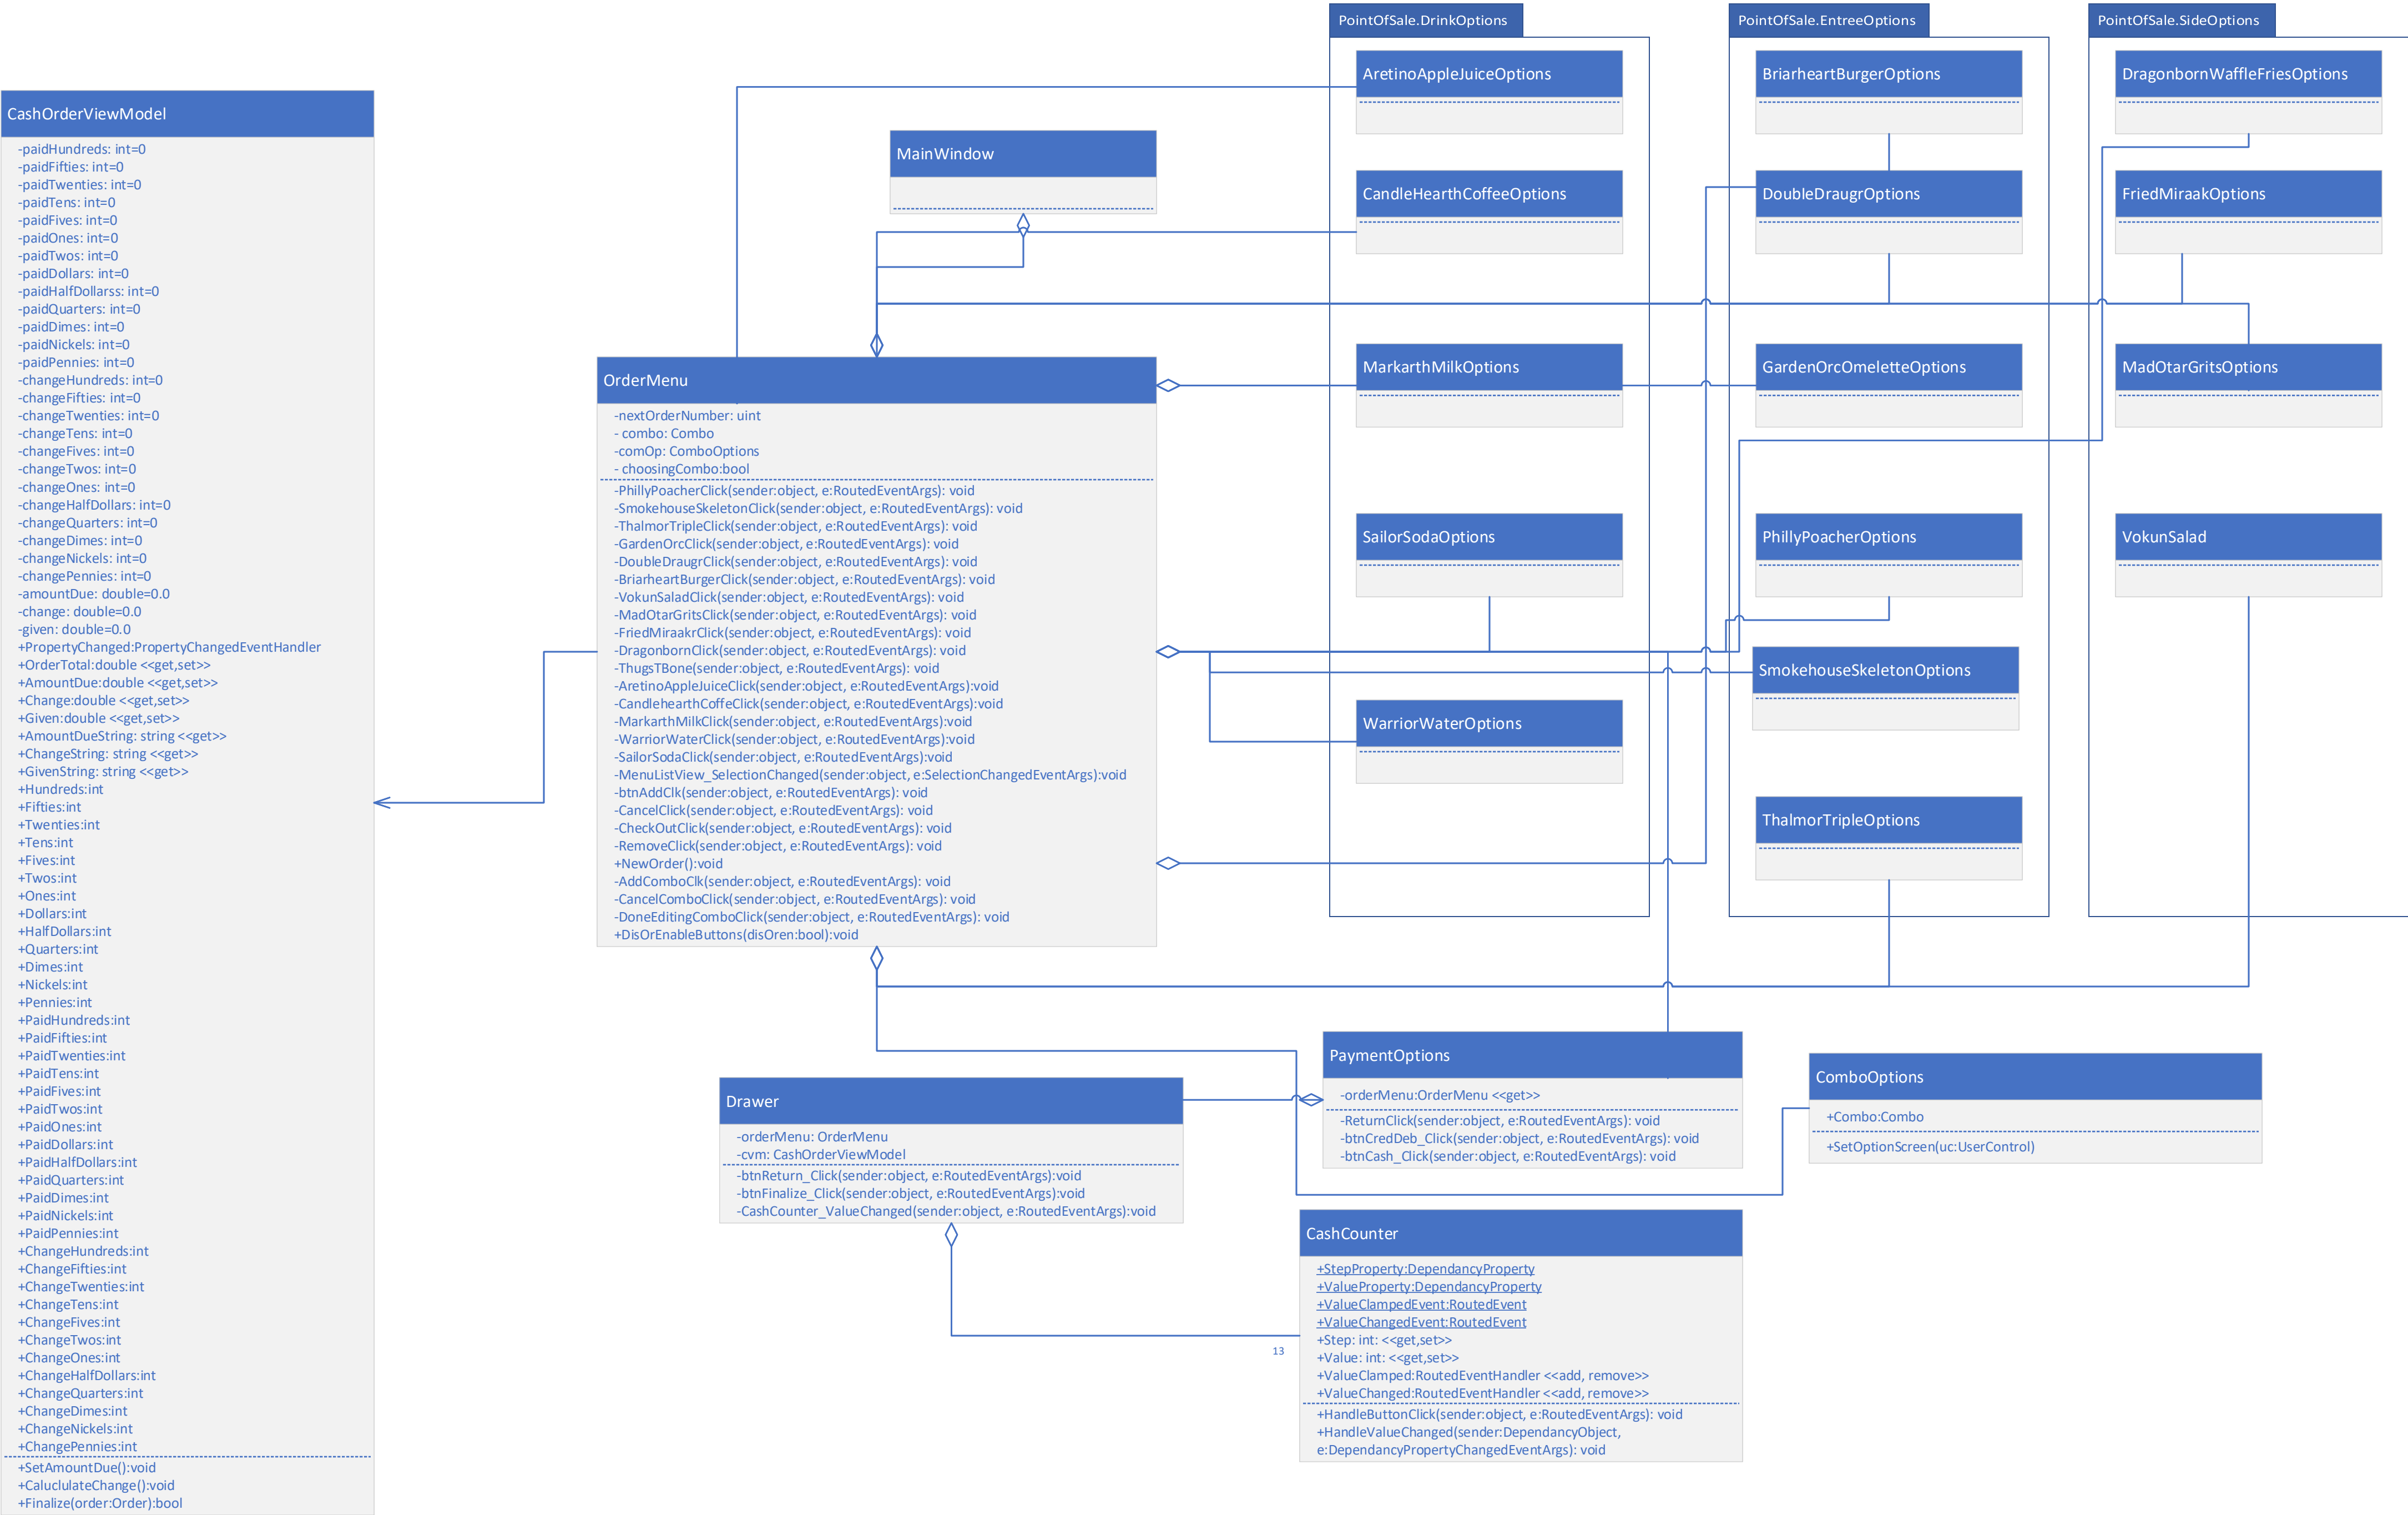 PointOfSale.DrinkOptions
PointOfSale.EntreeOptions
PointOfSale.SideOptions
CashOrderViewModel
-paidHundreds: int=0
-paidFifties: int=0
-paidTwenties: int=0
-paidTens: int=0
-paidFives: int=0
-paidOnes: int=0
-paidTwos: int=0
-paidDollars: int=0
-paidHalfDollarss: int=0
-paidQuarters: int=0
-paidDimes: int=0
-paidNickels: int=0
-paidPennies: int=0
-changeHundreds: int=0
-changeFifties: int=0
-changeTwenties: int=0
-changeTens: int=0
-changeFives: int=0
-changeTwos: int=0
-changeOnes: int=0
-changeHalfDollars: int=0
-changeQuarters: int=0
-changeDimes: int=0
-changeNickels: int=0
-changePennies: int=0
-amountDue: double=0.0
-change: double=0.0
-given: double=0.0
+PropertyChanged:PropertyChangedEventHandler
+OrderTotal:double <<get,set>>
+AmountDue:double <<get,set>>
+Change:double <<get,set>>
+Given:double <<get,set>>
+AmountDueString: string <<get>>
+ChangeString: string <<get>>
+GivenString: string <<get>>
+Hundreds:int
+Fifties:int
+Twenties:int
+Tens:int
+Fives:int
+Twos:int
+Ones:int
+Dollars:int
+HalfDollars:int
+Quarters:int
+Dimes:int
+Nickels:int
+Pennies:int
+PaidHundreds:int
+PaidFifties:int
+PaidTwenties:int
+PaidTens:int
+PaidFives:int
+PaidTwos:int
+PaidOnes:int
+PaidDollars:int
+PaidHalfDollars:int
+PaidQuarters:int
+PaidDimes:int
+PaidNickels:int
+PaidPennies:int
+ChangeHundreds:int
+ChangeFifties:int
+ChangeTwenties:int
+ChangeTens:int
+ChangeFives:int
+ChangeTwos:int
+ChangeOnes:int
+ChangeHalfDollars:int
+ChangeQuarters:int
+ChangeDimes:int
+ChangeNickels:int
+ChangePennies:int
+SetAmountDue():void
+CaluclulateChange():void
+Finalize(order:Order):bool
MainWindow
OrderMenu
-nextOrderNumber: uint
- combo: Combo
-comOp: ComboOptions
- choosingCombo:bool
-PhillyPoacherClick(sender:object, e:RoutedEventArgs): void
-SmokehouseSkeletonClick(sender:object, e:RoutedEventArgs): void
-ThalmorTripleClick(sender:object, e:RoutedEventArgs): void
-GardenOrcClick(sender:object, e:RoutedEventArgs): void
-DoubleDraugrClick(sender:object, e:RoutedEventArgs): void
-BriarheartBurgerClick(sender:object, e:RoutedEventArgs): void
-VokunSaladClick(sender:object, e:RoutedEventArgs): void
-MadOtarGritsClick(sender:object, e:RoutedEventArgs): void
-FriedMiraakrClick(sender:object, e:RoutedEventArgs): void
-DragonbornClick(sender:object, e:RoutedEventArgs): void
-ThugsTBone(sender:object, e:RoutedEventArgs): void
-AretinoAppleJuiceClick(sender:object, e:RoutedEventArgs):void
-CandlehearthCoffeClick(sender:object, e:RoutedEventArgs):void
-MarkarthMilkClick(sender:object, e:RoutedEventArgs):void
-WarriorWaterClick(sender:object, e:RoutedEventArgs):void
-SailorSodaClick(sender:object, e:RoutedEventArgs):void
-MenuListView_SelectionChanged(sender:object, e:SelectionChangedEventArgs):void
-btnAddClk(sender:object, e:RoutedEventArgs): void
-CancelClick(sender:object, e:RoutedEventArgs): void
-CheckOutClick(sender:object, e:RoutedEventArgs): void
-RemoveClick(sender:object, e:RoutedEventArgs): void
+NewOrder():void
-AddComboClk(sender:object, e:RoutedEventArgs): void
-CancelComboClick(sender:object, e:RoutedEventArgs): void
-DoneEditingComboClick(sender:object, e:RoutedEventArgs): void
+DisOrEnableButtons(disOren:bool):void
AretinoAppleJuiceOptions
CandleHearthCoffeeOptions
MarkarthMilkOptions
SailorSodaOptions
WarriorWaterOptions
BriarheartBurgerOptions
DoubleDraugrOptions
GardenOrcOmeletteOptions
PhillyPoacherOptions
SmokehouseSkeletonOptions
ThalmorTripleOptions
DragonbornWaffleFriesOptions
FriedMiraakOptions
MadOtarGritsOptions
VokunSalad
Drawer
-orderMenu: OrderMenu
-cvm: CashOrderViewModel
-btnReturn_Click(sender:object, e:RoutedEventArgs):void
-btnFinalize_Click(sender:object, e:RoutedEventArgs):void
-CashCounter_ValueChanged(sender:object, e:RoutedEventArgs):void
PaymentOptions
-orderMenu:OrderMenu <<get>>
-ReturnClick(sender:object, e:RoutedEventArgs): void
-btnCredDeb_Click(sender:object, e:RoutedEventArgs): void
-btnCash_Click(sender:object, e:RoutedEventArgs): void
ComboOptions
+Combo:Combo
+SetOptionScreen(uc:UserControl)
13
CashCounter
+StepProperty:DependancyProperty
+ValueProperty:DependancyProperty
+ValueClampedEvent:RoutedEvent
+ValueChangedEvent:RoutedEvent
+Step: int: <<get,set>>
+Value: int: <<get,set>>
+ValueClamped:RoutedEventHandler <<add, remove>>
+ValueChanged:RoutedEventHandler <<add, remove>>
+HandleButtonClick(sender:object, e:RoutedEventArgs): void
+HandleValueChanged(sender:DependancyObject,
e:DependancyPropertyChangedEventArgs): void